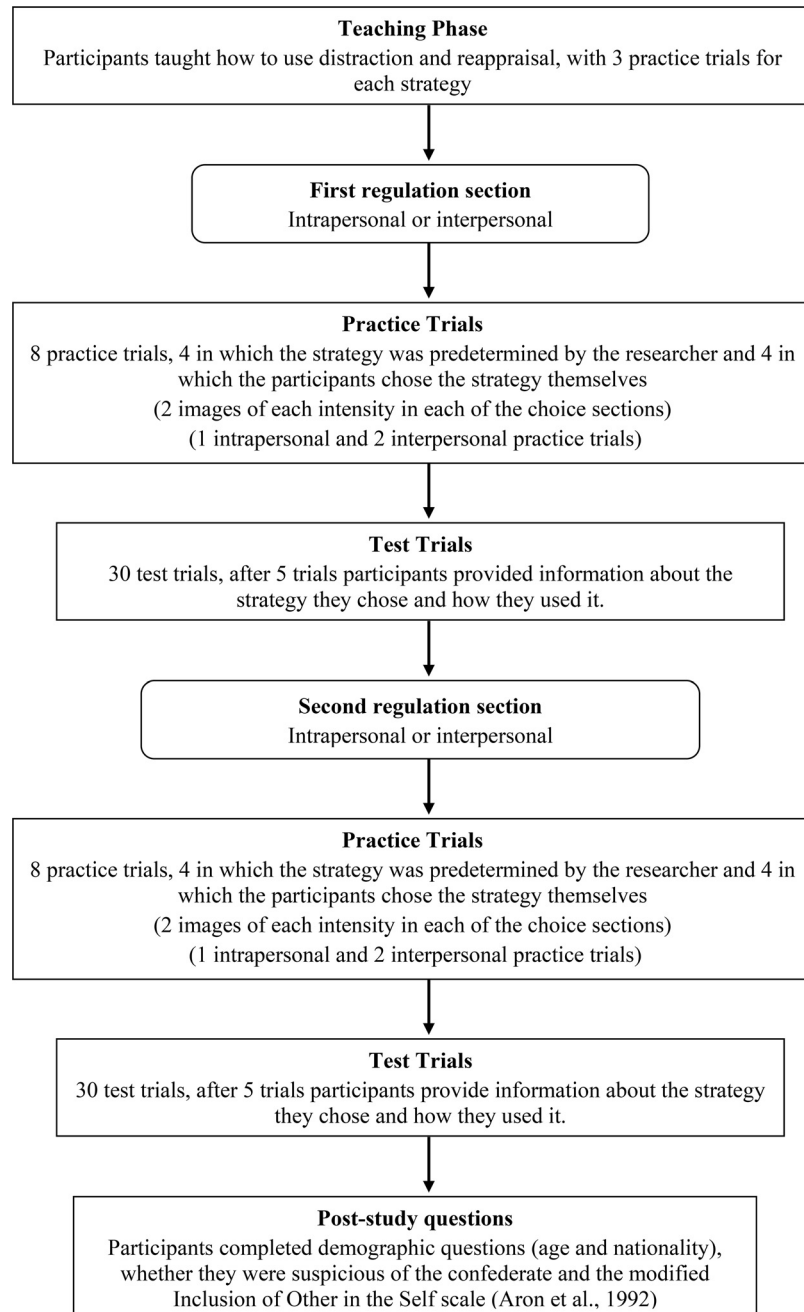 Teaching Phase
Participants taught how to use distraction and reappraisal, with 3 practice trials for
each strategy
First regulation section
Intrapersonal or interpersonal
Practice Trials
8 practice trials, 4 in which the strategy was predetermined by the researcher and 4 in
which the participants chose the strategy themselves
(2 images of each intensity in each of the choice sections)
(1 intrapersonal and 2 interpersonal practice trials)
Test Trials
30 test trials, after 5 trials participants provided information about the
strategy they chose and how they used it.
Second regulation section
Intrapersonal or interpersonal
Practice Trials
8 practice trials, 4 in which the strategy was predetermined by the researcher and 4 in
which the participants chose the strategy themselves
(2 images of each intensity in each of the choice sections)
(1 intrapersonal and 2 interpersonal practice trials)
Test Trials
30 test trials, after 5 trials participants provide information about the strategy
they chose and how they used it.
Post-study questions
Participants completed demographic questions (age and nationality),
whether they were suspicious of the confederate and the modified
Inclusion of Other in the Self scale (Aron et al., 1992)